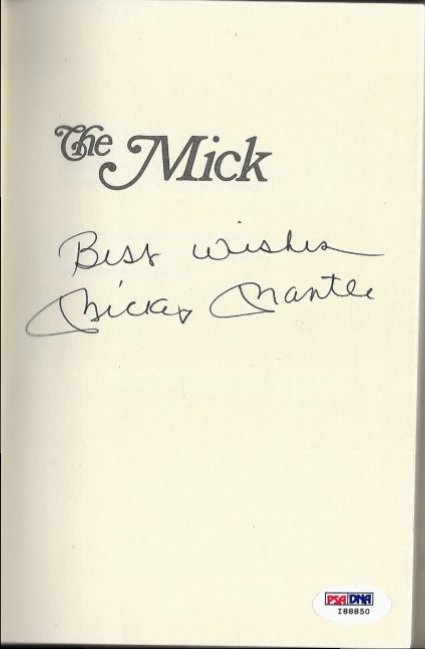 The Mick
Best wishes
Mickey Mantle
PSA DNA
I88850